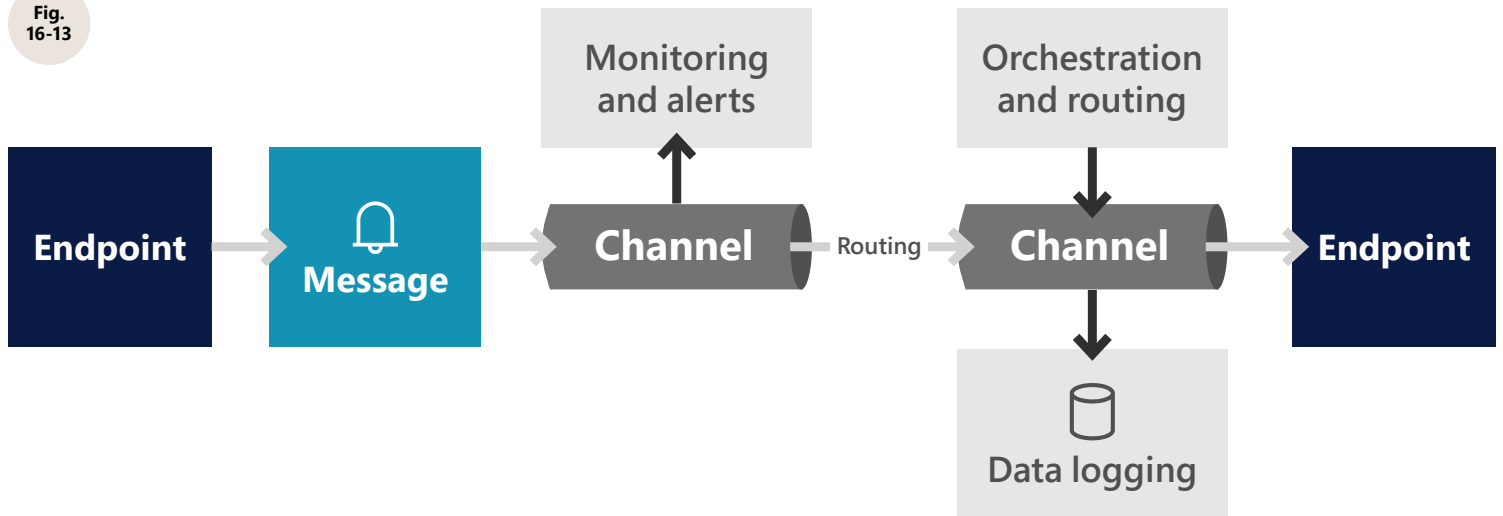 Fig.
16-13
Monitoring
and alerts
Orchestration
and routing
Endpoint
Message
Channel
Routing
Channel
Endpoint
Data logging